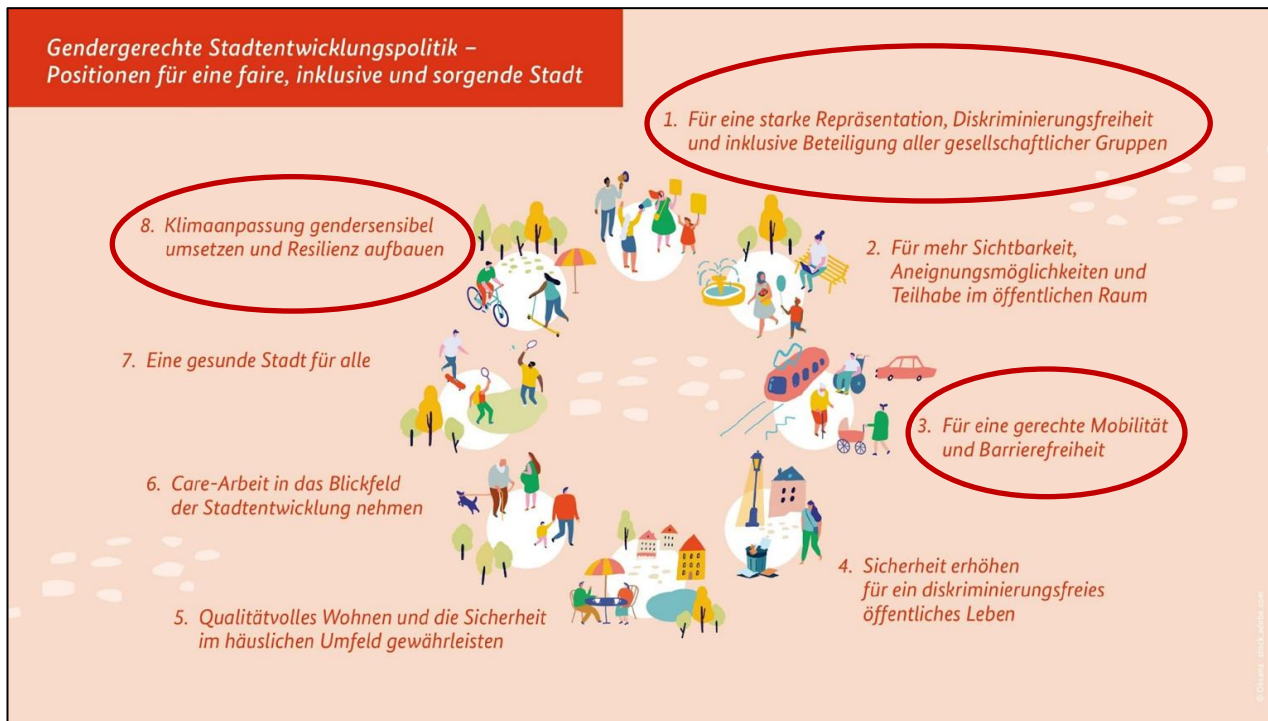 Gendergerechte Stadtentwicklungspolitik –
Positionen für eine faire, inklusive und sorgende Stadt
1. Für eine starke Repräsentation, Diskriminierungsfreiheit
und inklusive Beteiligung aller gesellschaftlicher Gruppen
2. Für mehr Sichtbarkeit,
Aneignungsmöglichkeiten und
Teilhabe im öffentlichen Raum
3. Für eine gerechte Mobilität
und Barrierefreiheit
4. Sicherheit erhöhen
für ein diskriminierungsfreies
öffentliches Leben
5. Qualitätvolles Wohnen und die Sicherheit
im häuslichen Umfeld gewährleisten
6. Care-Arbeit in das Blickfeld
der Stadtentwicklung nehmen
7. Eine gesunde Stadt für alle
8. Klimaanpassung gendersensibel
umsetzen und Resilienz aufbauen
stock.adobe.com